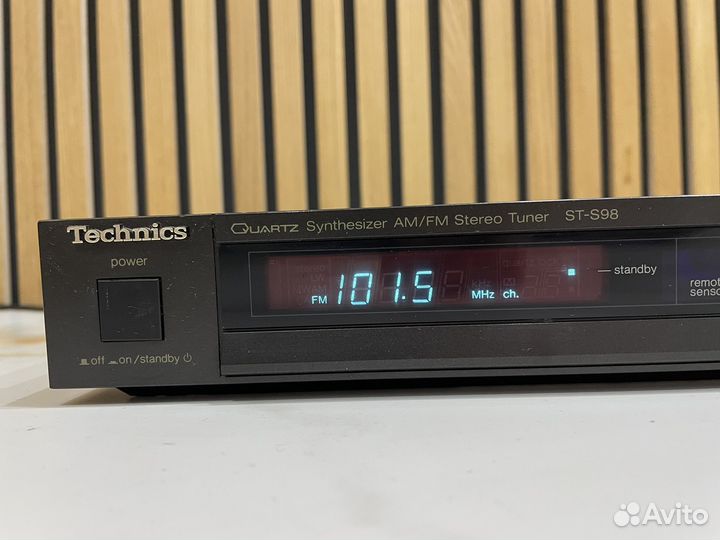 Technics
QUARTZ Synthesizer AM/FM Stereo Tuner ST-S98
power
FM 101.5 MHz ch.
standby
off on/standby
Avito